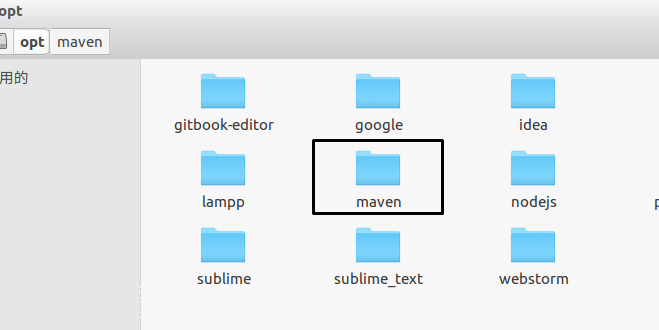 opt
opt maven
用的
gitbook-editor google idea
lampp maven nodejs
sublime sublime_text webstorm